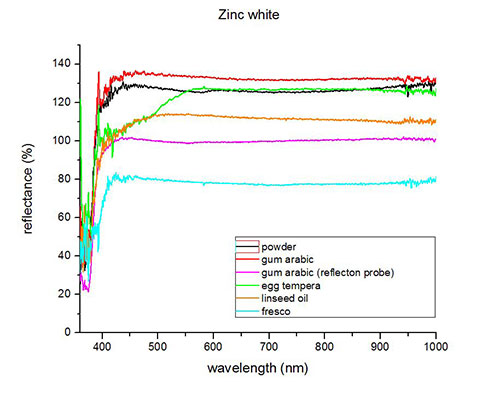 Zinc white
reflectance (%)
140
120
100
80
60
40
20
0
powder
gum arabic
gum arabic (reflecton probe)
egg tempera
linseed oil
fresco
400 500 600 700 800 900 1000
wavelength (nm)